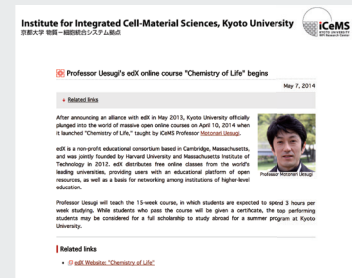 Institute for Integrated Cell-Material Sciences, Kyoto University
京都大学 物質－細胞統合システム拠点
iCeMS
KYOTO UNIVERSITY
Professor Uesugi's edX online course "Chemistry of Life" begins
May 7, 2014
Related links
After announcing an alliance with edX in May 2013, Kyoto University officially
plunged into the world of massive open online courses on April 10, 2014 when
it launched "Chemistry of Life," taught by iCeMS Professor Motonari Uesugi.
edX is a non-profit educational consortium based in Cambridge, Massachusetts,
and was jointly founded by Harvard University and Massachusetts Institute of
Technology in 2012. edX distributes free online classes from the world's
leading universities, providing users with an educational platform of open
resources, as well as a basis for networking among institutions of higher-level
education.
Professor Motonari Uesugi
Professor Uesugi will teach the 15-week course, in which students are expected to spend 3 hours per
week studying. While students who pass the course will be given a certificate, the top performing
students may be considered for a full scholarship to study abroad for a summer program at Kyoto
University.
Related links
edX Website: "Chemistry of Life"